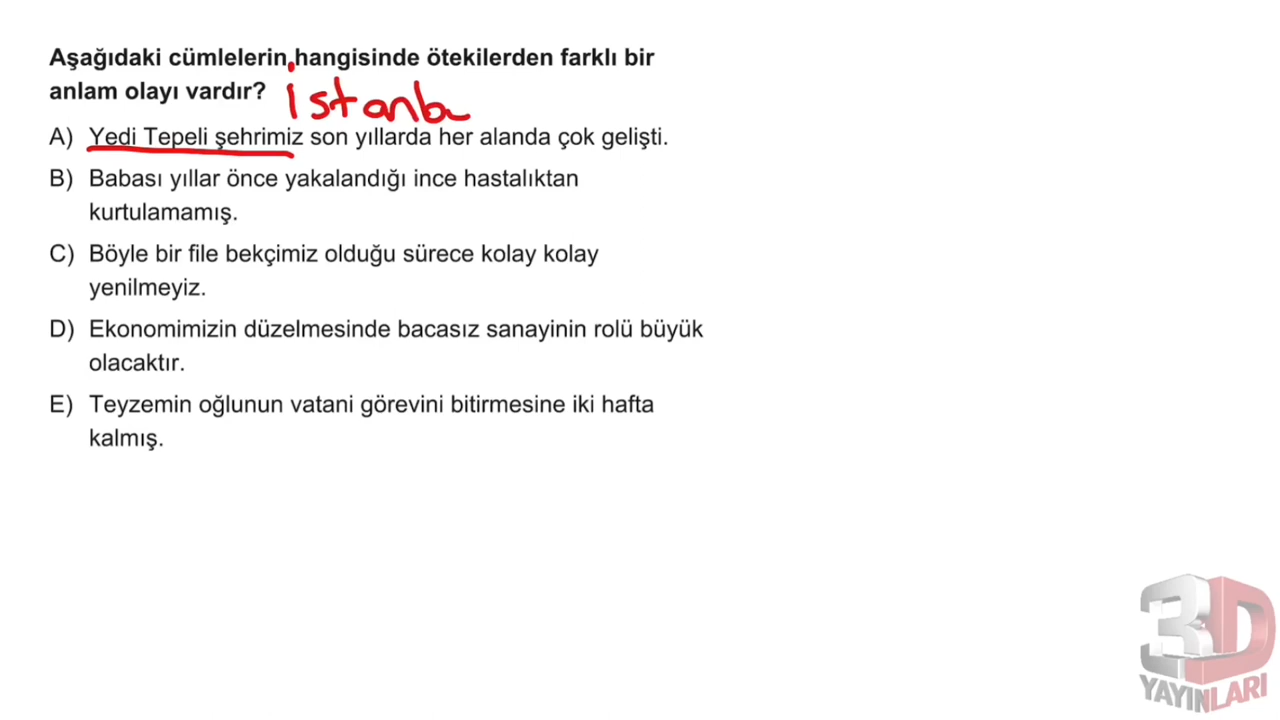 Aşağıdaki cümlelerin hangisinde ötekilerden farklı bir
anlam olayı vardır?
istanb
A) Yedi Tepeli şehrimiz son yıllarda her alanda çok gelişti.
B) Babası yıllar önce yakalandığı ince hastalıktan
kurtulamamış.
C) Böyle bir file bekçimiz olduğu sürece kolay kolay
yenilmeyiz.
D) Ekonomimizin düzelmesinde bacasız sanayinin rolü büyük
olacaktır.
E) Teyzemin oğlunun vatani görevini bitirmesine iki hafta
kalmış.
3D
YAYINLARI